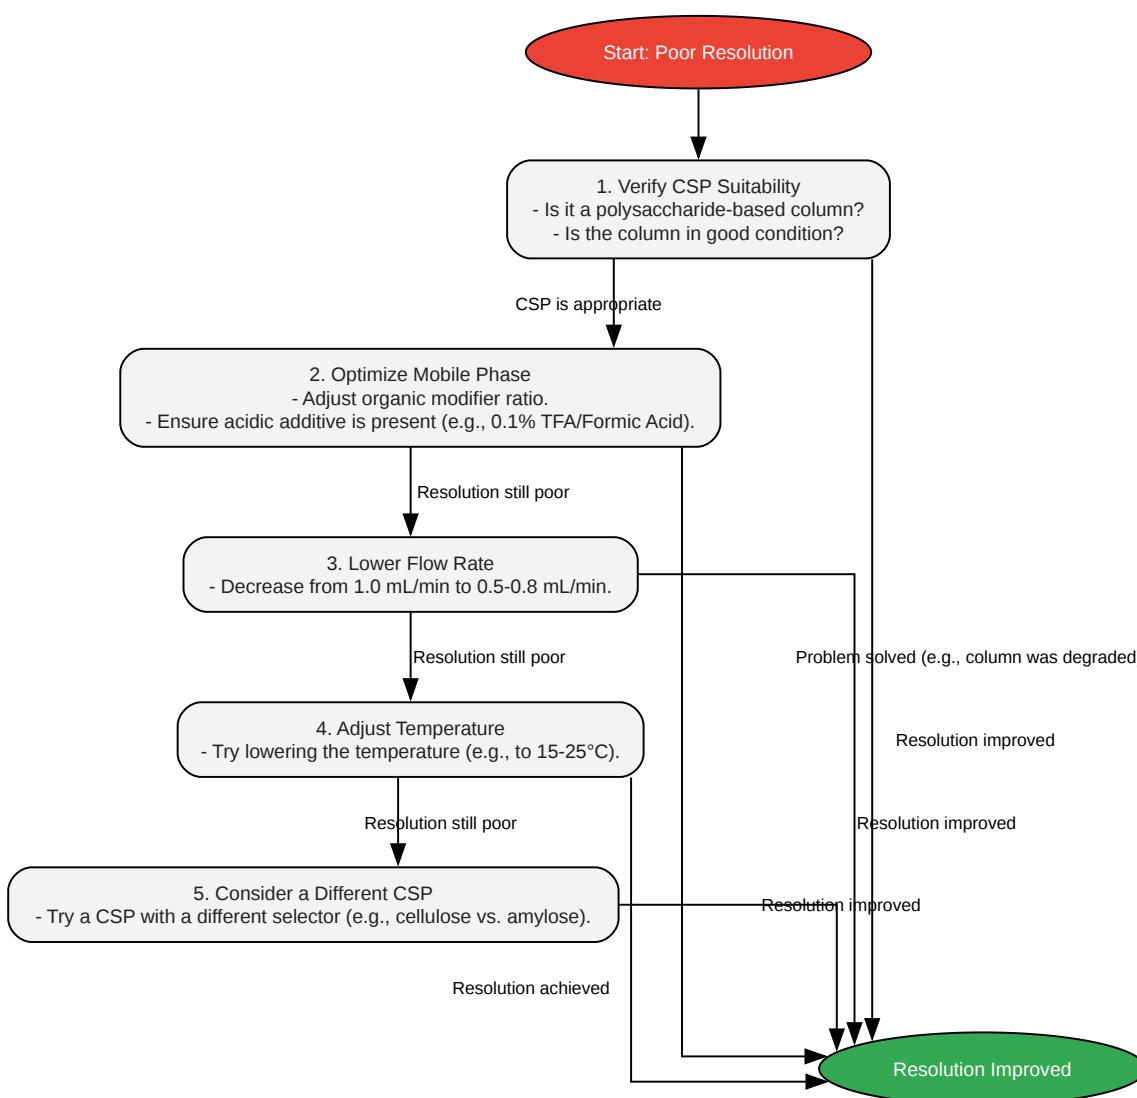 Start: Poor Resolution
1. Verify CSP Suitability
- Is it a polysaccharide-based column?
- Is the column in good condition?
CSP is appropriate
2. Optimize Mobile Phase
- Adjust organic modifier ratio.
- Ensure acidic additive is present (e.g., 0.1% TFA/Formic Acid).
Resolution still poor
3. Lower Flow Rate
- Decrease from 1.0 mL/min to 0.5-0.8 mL/min.
Resolution still poor
Problem solved (e.g., column was degraded
4. Adjust Temperature
- Try lowering the temperature (e.g., to 15-25°C).
Resolution improved
Resolution still poor
Resolution improved
5. Consider a Different CSP
- Try a CSP with a different selector (e.g., cellulose vs. amylose).
Resolution improved
Resolution achieved
Resolution Improved